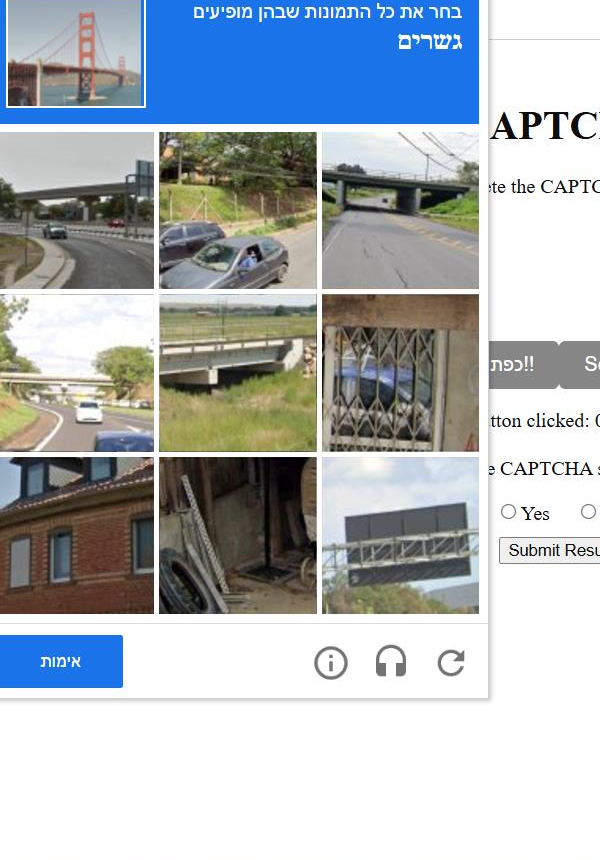 בחר את כל התמונות שבהן מופיעים
גשרים
APTC
ete the CAPTC
כפת!!
tton clicked:
e CAPTCHA s
Yes
Submit Resu
אימות